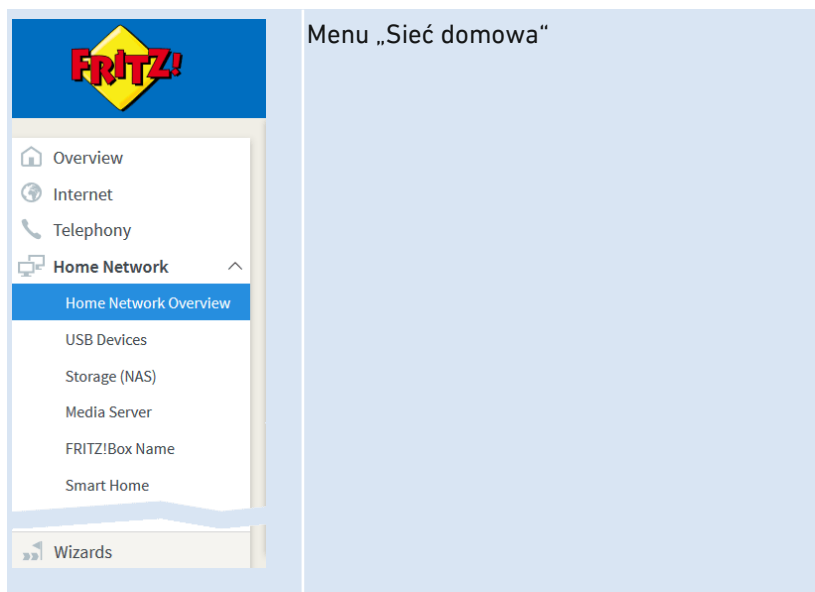 FRITZ!
Menu „Sieć domowa“
Overview
Internet
Telephony
Home Network
Home Network Overview
USB Devices
Storage (NAS)
Media Server
FRITZ!Box Name
Smart Home
Wizards